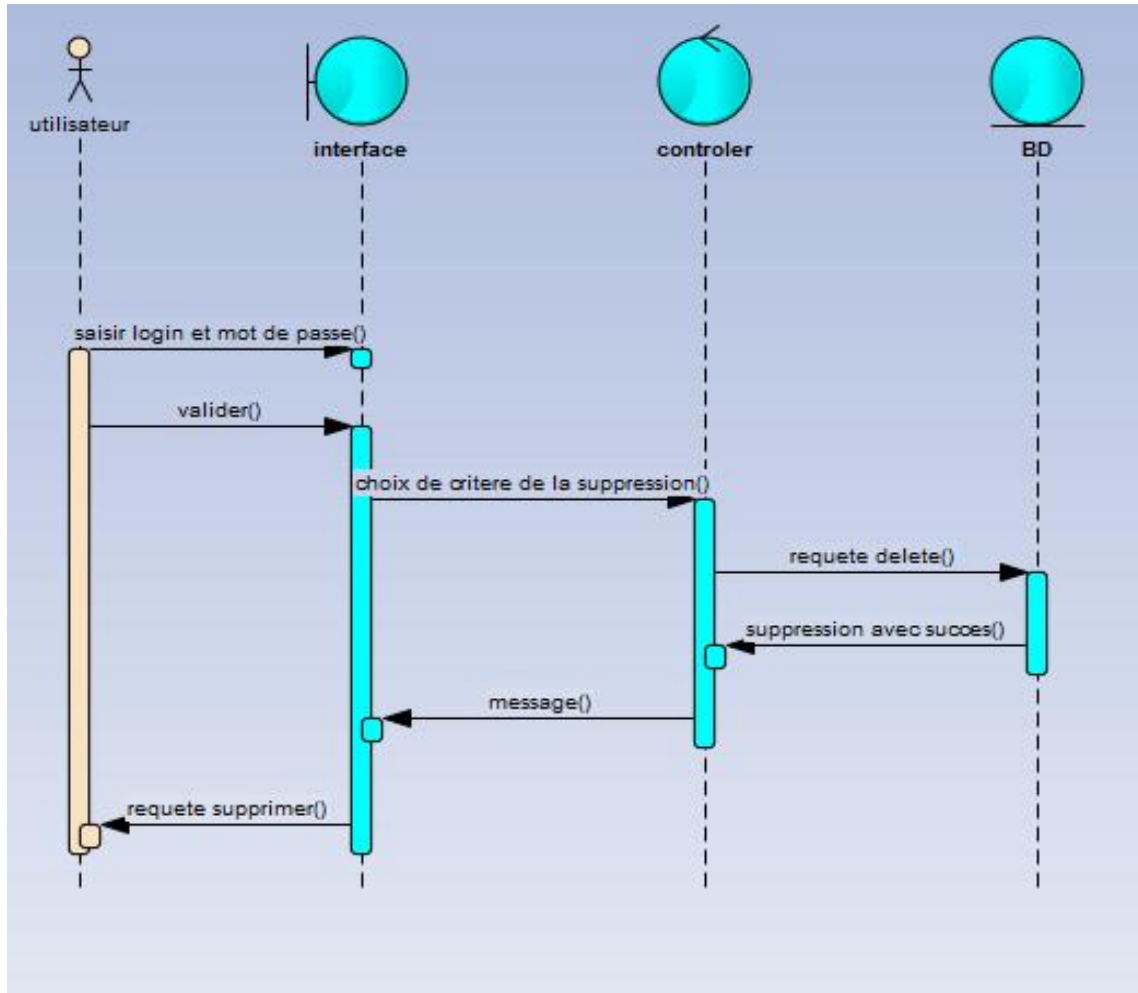 utilisateur
interface
controler
BD
saisir login et mot de passe()
valider()
choix de critere de la suppression()
requete delete()
suppression avec succes()
message()
requete supprimer()